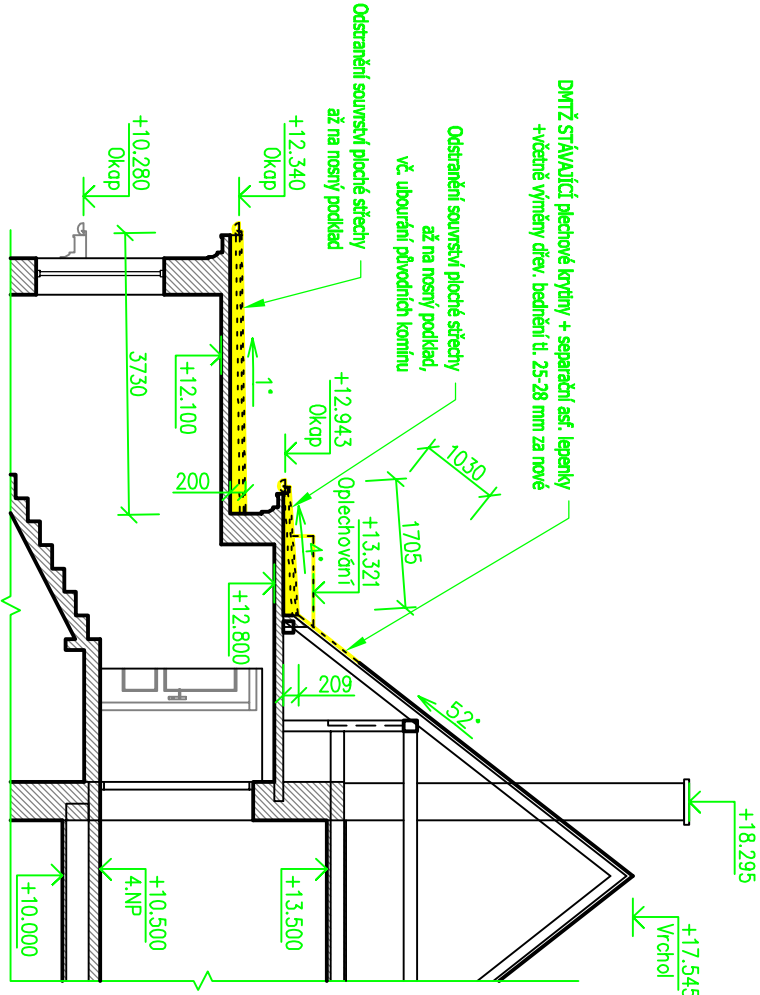 DMTŽ STÁVAJÍCÍ plechové krytiny + separační asf. lepenky
+včetně výměny dřev. bednění tl. 25-28 mm za nové
Odstranění souvrství ploché střechy
až na nosný podklad,
vč. ubourání původních komínu
Odstranění souvrství ploché střechy
až na nosný podklad
+10.280
Okap
+12.340
Okap
+12.943
Okap
+13.321
Oplechování
1030
1705
3730
+12.100
1°
200
4°
+12.800
209
52°
+18.295
+17.545
Vrchol
+13.500
+10.500
4.NP
+10.000